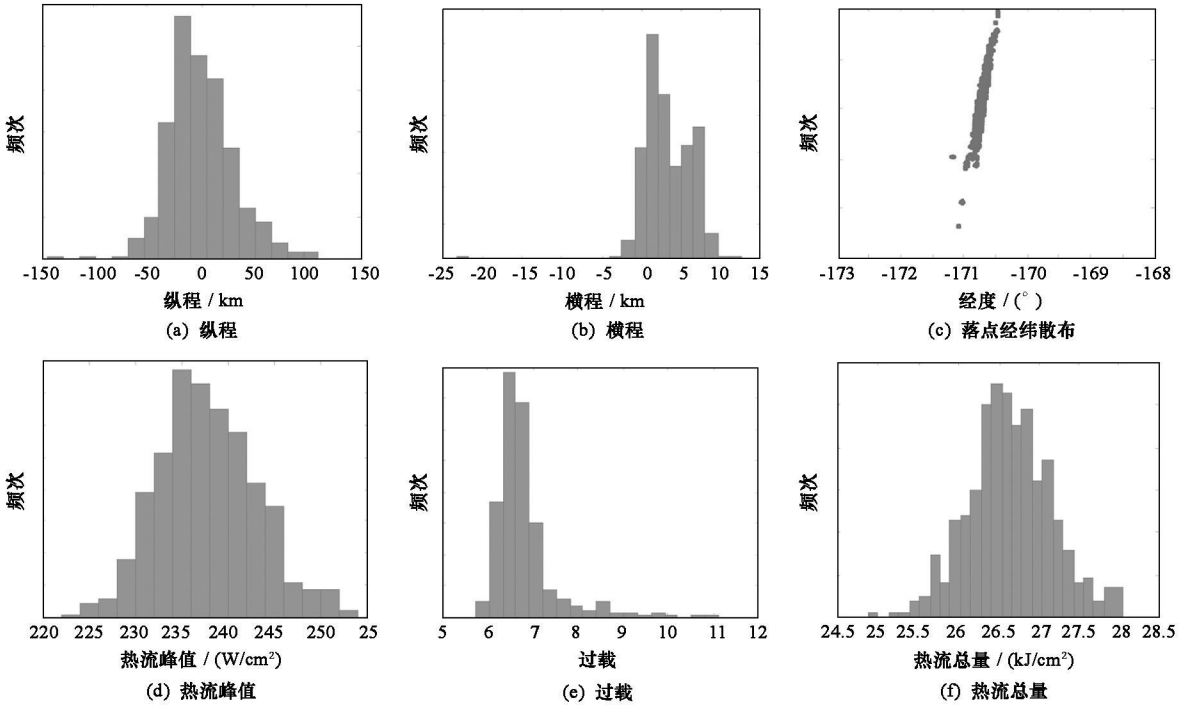 频次
-150 -100 -50 0 50 100 150
纵程 / km
(a) 纵程
频次
-25 -20 -15 -10 -5 0 5 10 15
横程 / km
(b) 横程
频次
-173 -172 -171 -170 -169 -168
经度 / (°)
(c) 落点经纬散布
频次
220 225 230 235 240 245 250 25
热流峰值 / (W/cm²)
(d) 热流峰值
频次
5 6 7 8 9 10 11 12
过载
(e) 过载
频次
24.5 25 25.5 26 26.5 27 27.5 28 28.5
热流总量 / (kJ/cm²)
(f) 热流总量